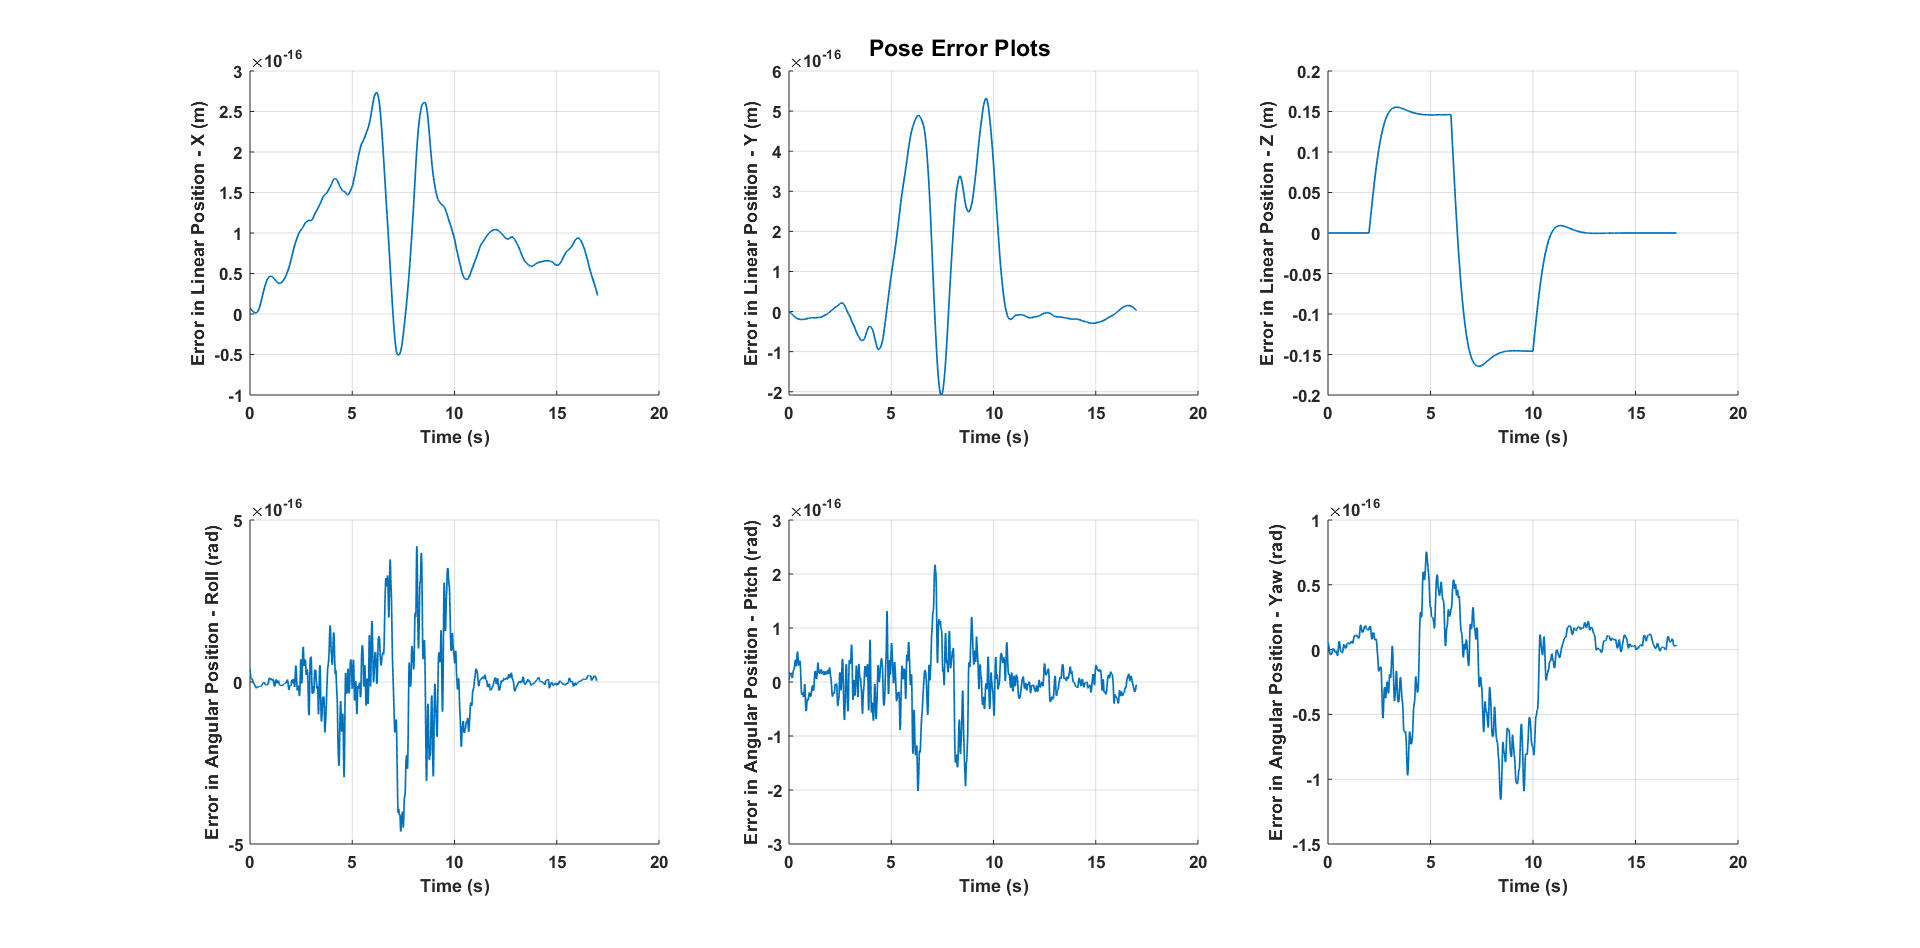 Pose Error Plots
×10-16
3
2.5
2
1.5
1
0.5
0
-0.5
-1
0 5 10 15 20
Error in Linear Position - X (m)
Time (s)
×10-16
6
5
4
3
2
1
0
-1
-2
0 5 10 15 20
Error in Linear Position - Y (m)
Time (s)
0.2
0.15
0.1
0.05
0
-0.05
-0.1
-0.15
-0.2
0 5 10 15 20
Error in Linear Position - Z (m)
Time (s)
×10-16
5
0
-5
0 5 10 15 20
Error in Angular Position - Roll (rad)
Time (s)
×10-16
3
2
1
0
-1
-2
-3
0 5 10 15 20
Error in Angular Position - Pitch (rad)
Time (s)
×10-16
1
0.5
0
-0.5
-1
-1.5
0 5 10 15 20
Error in Angular Position - Yaw (rad)
Time (s)